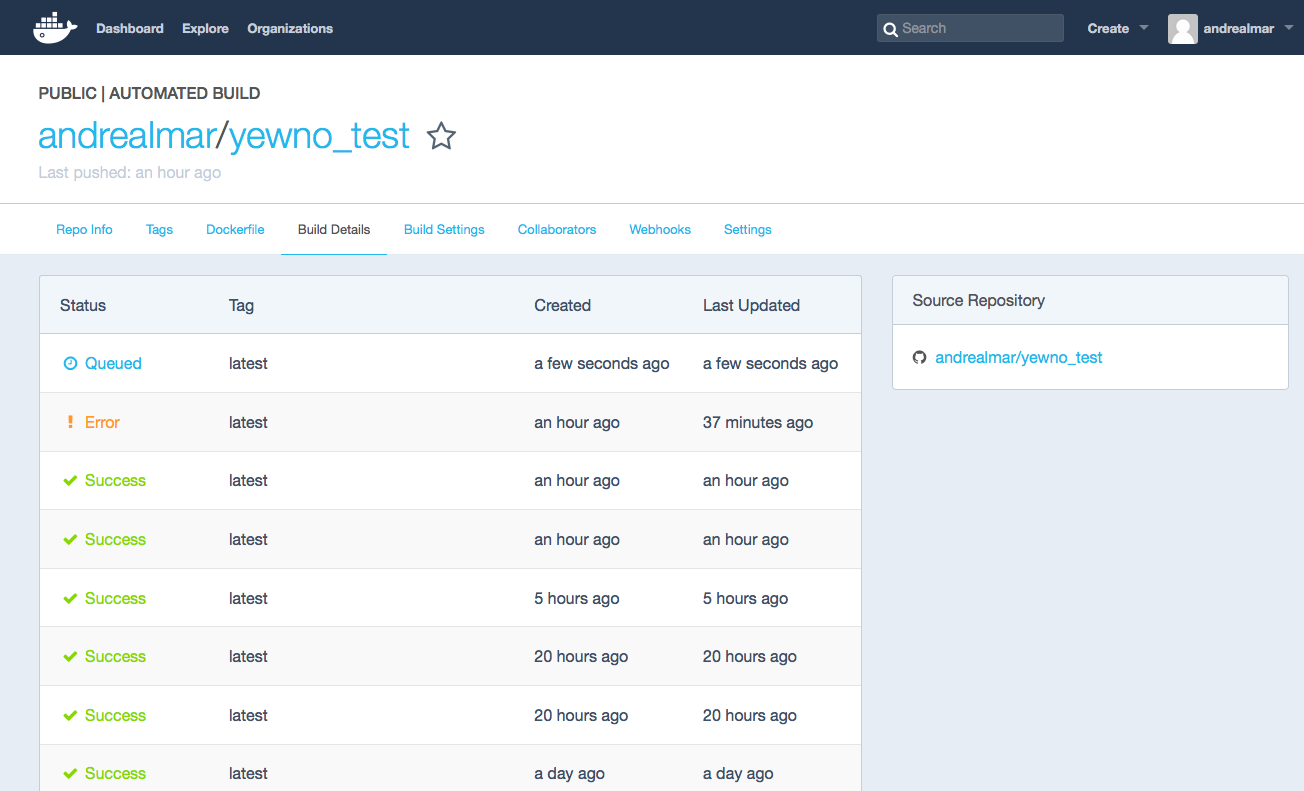 Dashboard Explore Organizations Search Create andrealmar
PUBLIC | AUTOMATED BUILD
andrealmar/yewno_test
Last pushed: an hour ago
Repo Info Tags Dockerfile Build Details Build Settings Collaborators Webhooks Settings
Status Tag Created Last Updated
Queued latest a few seconds ago a few seconds ago
Error latest an hour ago 37 minutes ago
Success latest an hour ago an hour ago
Success latest an hour ago an hour ago
Success latest 5 hours ago 5 hours ago
Success latest 20 hours ago 20 hours ago
Success latest 20 hours ago 20 hours ago
Success latest a day ago a day ago
Source Repository
andrealmar/yewno_test